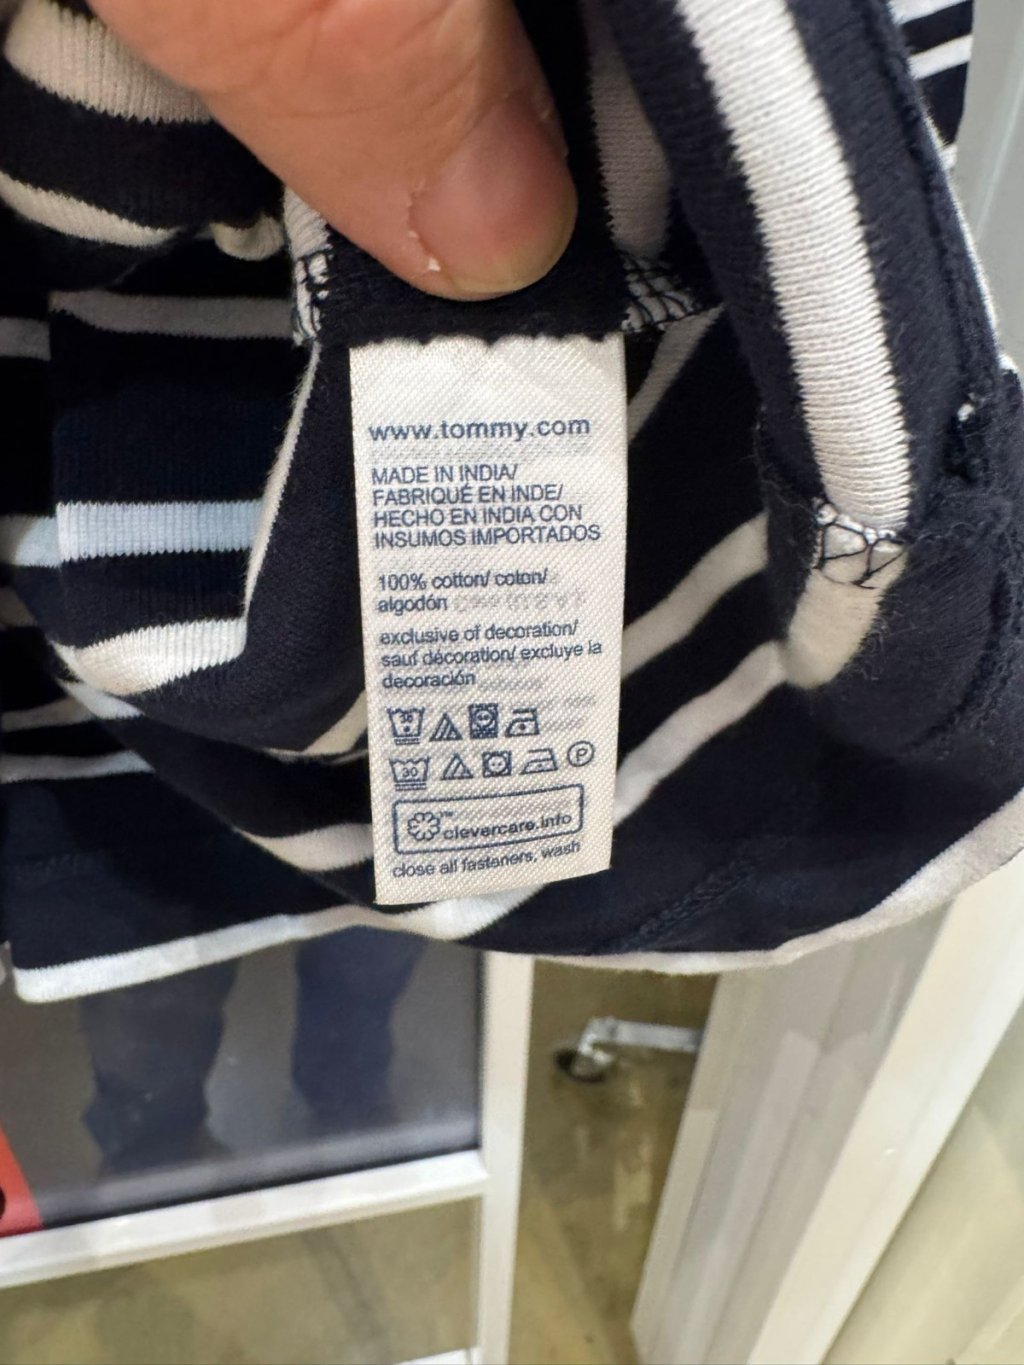 www.tommy.com
MADE IN INDIA/
FABRIQUÉ EN INDE/
HECHO EN INDIA CON
INSUMOS IMPORTADOS
100% cotton/ coton/
algodón
exclusive of decoration/
sauf décoration/ excluye la
decoración
30
P
clevercare.info
close all fasteners, wash